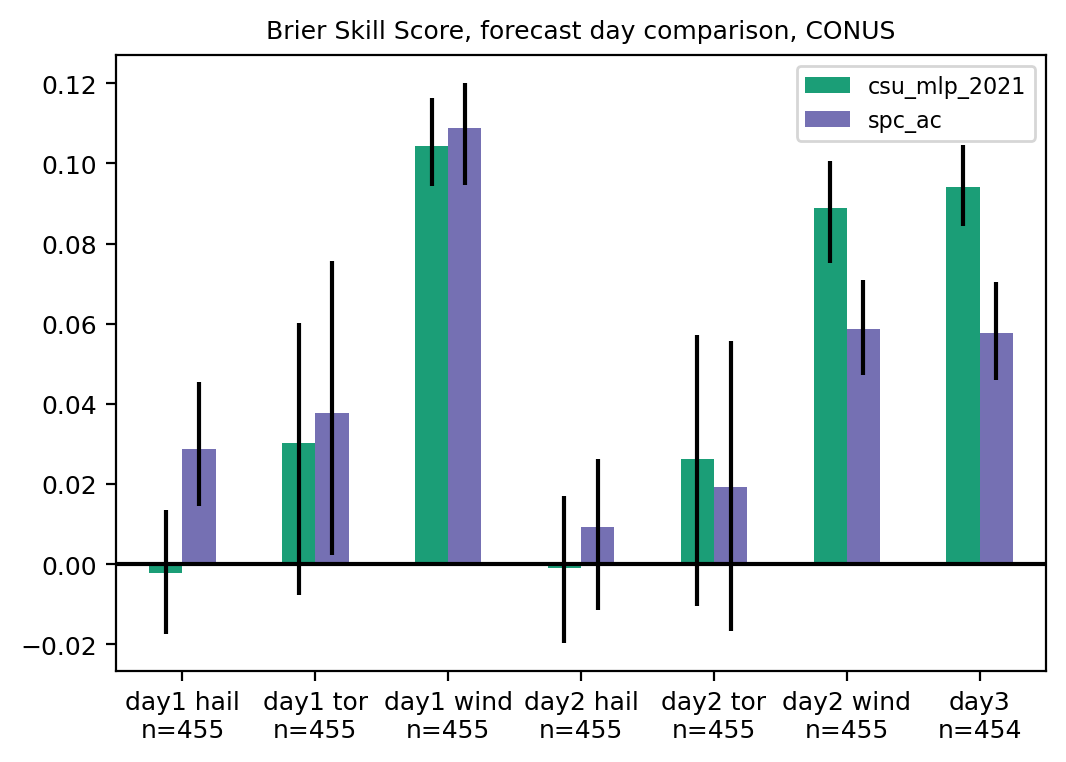 Brier Skill Score, forecast day comparison, CONUS
csu_mlp_2021
spc_ac
0.12
0.10
0.08
0.06
0.04
0.02
0.00
−0.02
day1 hail day1 tor day1 wind day2 hail day2 tor day2 wind day3
n=455 n=455 n=455 n=455 n=455 n=455 n=454